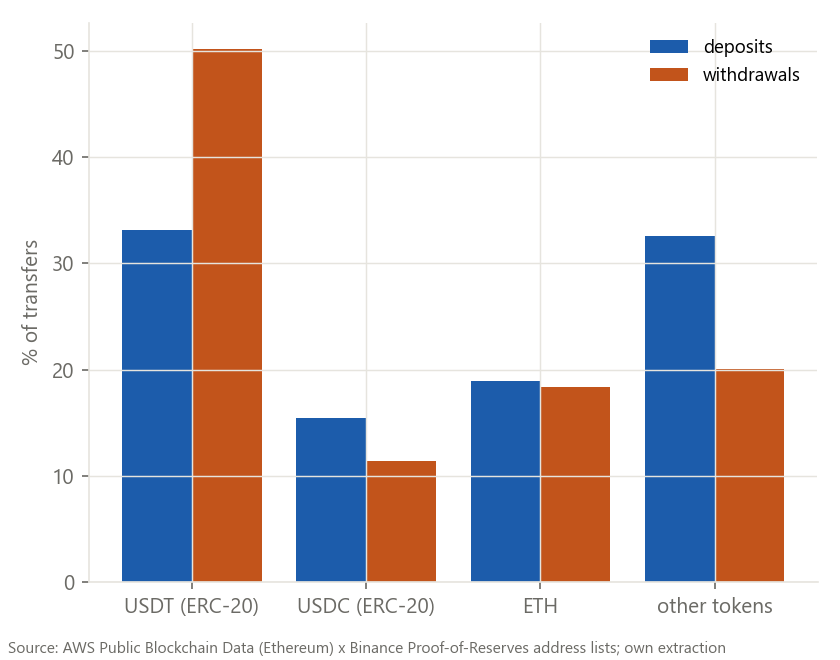 deposits
withdrawals
% of transfers
50
40
30
20
10
0
USDT (ERC-20) USDC (ERC-20) ETH other tokens
Source: AWS Public Blockchain Data (Ethereum) x Binance Proof-of-Reserves address lists; own extraction